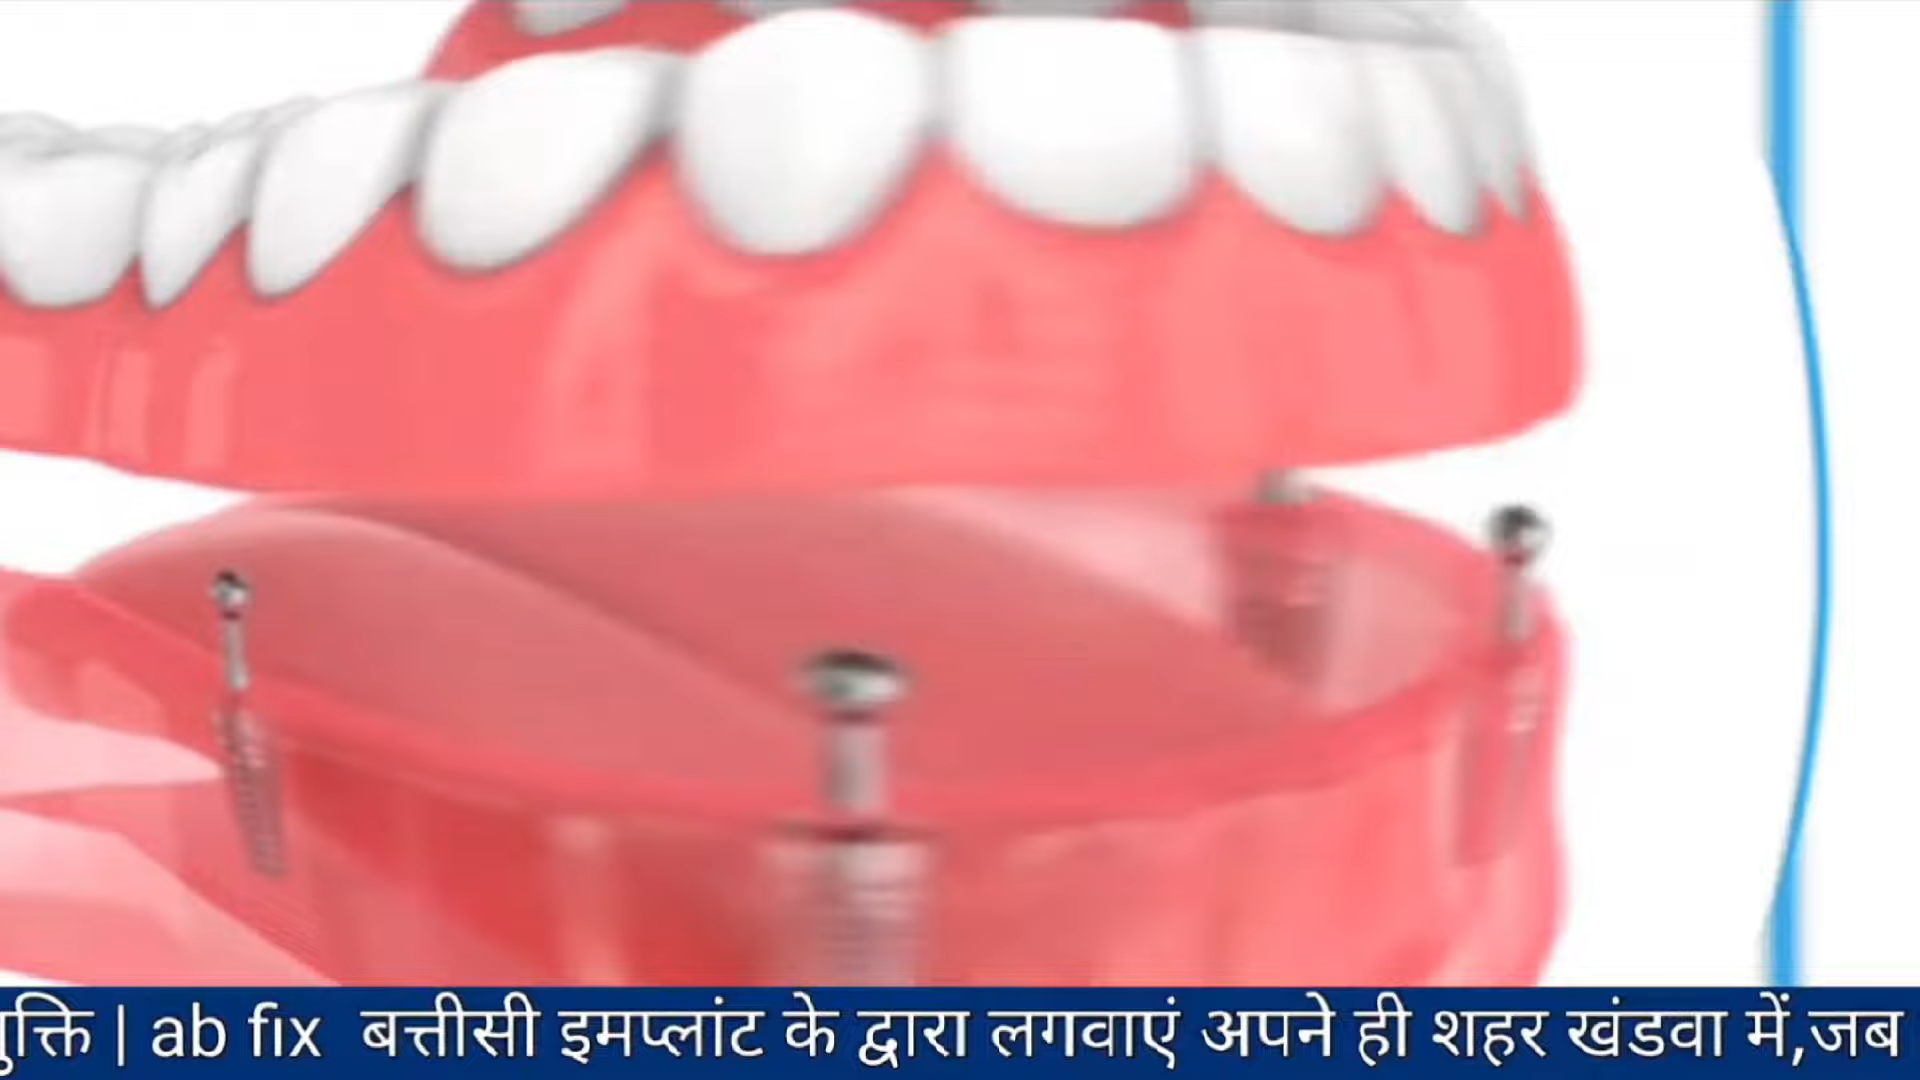 ुक्ति | ab fix बत्तीसी इमप्लांट के द्वारा लगवाएं अपने ही शहर खंडवा में,जब